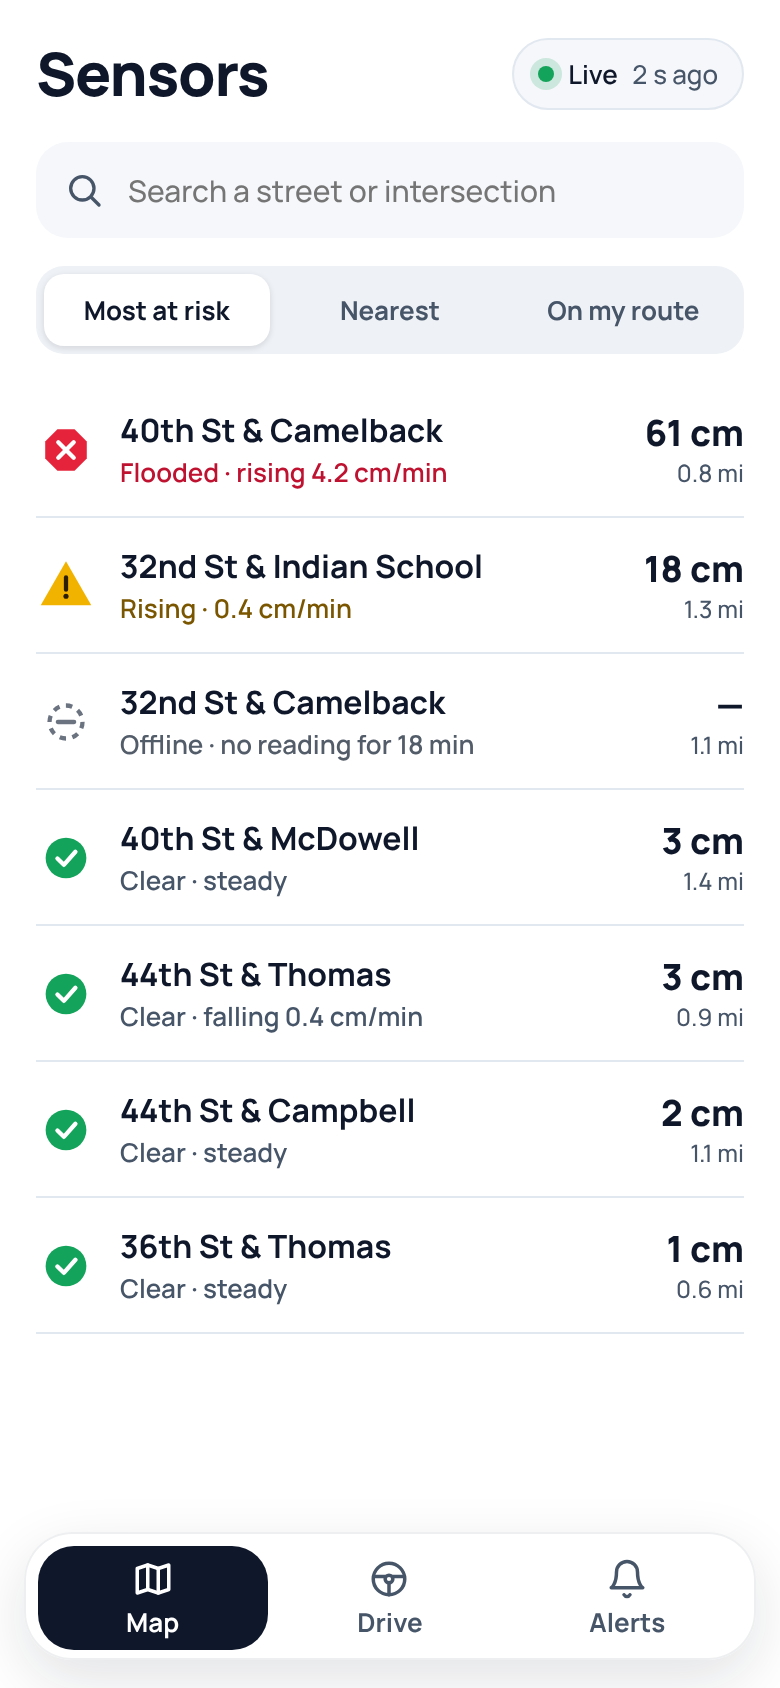 Sensors
Live 2 s ago
Search a street or intersection
Most at risk Nearest On my route
40th St & Camelback 61 cm
Flooded · rising 4.2 cm/min 0.8 mi
32nd St & Indian School 18 cm
Rising · 0.4 cm/min 1.3 mi
32nd St & Camelback –
Offline · no reading for 18 min 1.1 mi
40th St & McDowell 3 cm
Clear · steady 1.4 mi
44th St & Thomas 3 cm
Clear · falling 0.4 cm/min 0.9 mi
44th St & Campbell 2 cm
Clear · steady 1.1 mi
36th St & Thomas 1 cm
Clear · steady 0.6 mi
Map Drive Alerts